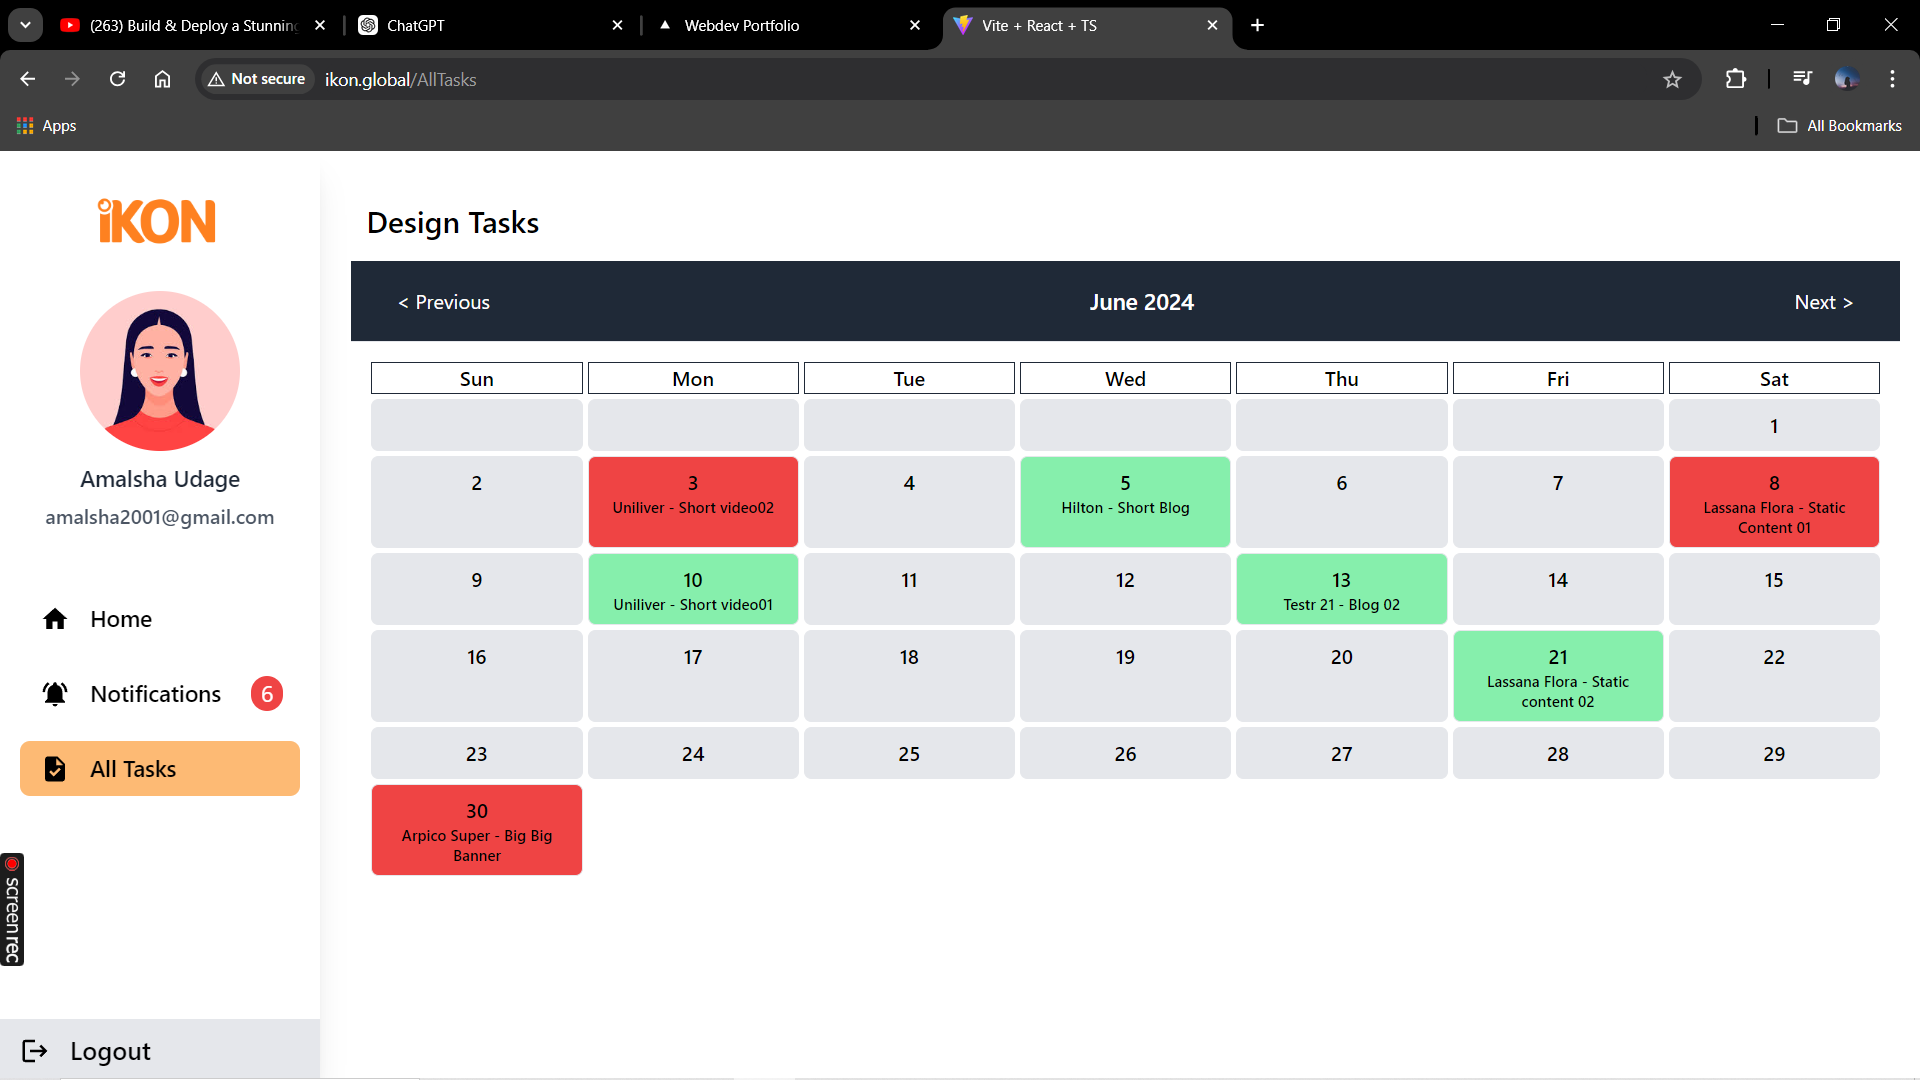 (263) Build & Deploy a Stunning
ChatGPT
Webdev Portfolio
Vite + React + TS
Not secure
ikon.global/AllTasks
Apps
All Bookmarks
iKON
Amalsha Udage
amalsha2001@gmail.com
Home
Notifications 6
All Tasks
screenrec
Logout
Design Tasks
< Previous
June 2024
Next >
Sun Mon Tue Wed Thu Fri Sat
1
2
3
Uniliver - Short video02
4
5
Hilton - Short Blog
6
7
8
Lassana Flora - Static
Content 01
9
10
Uniliver - Short video01
11
12
13
Testr 21 - Blog 02
14
15
16
17
18
19
20
21
Lassana Flora - Static
content 02
22
23
24
25
26
27
28
29
30
Arpico Super - Big Big
Banner